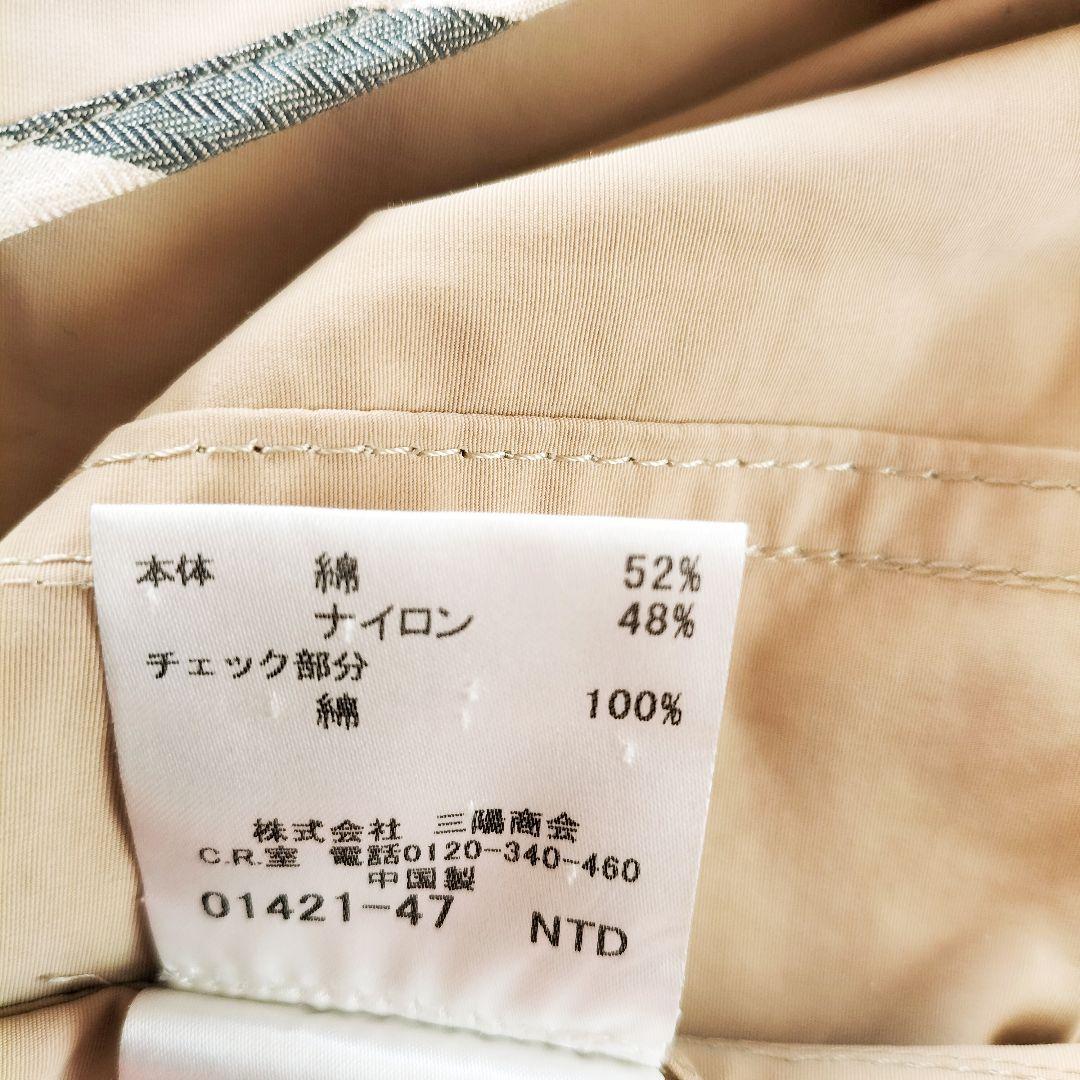 本体 綿 52%
ナイロン 48%
チェック部分
綿 100%
株式会社 三陽商会
C.R.室 電話0120-340-460
中国製
01421-47 NTD